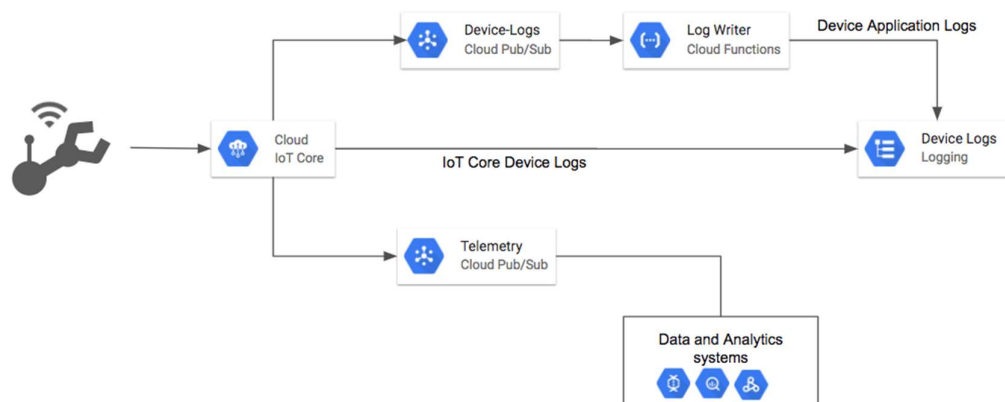 Device-Logs
Cloud Pub/Sub
Log Writer
Cloud Functions
Device Application Logs
Cloud
IoT Core
IoT Core Device Logs
Device Logs
Logging
Telemetry
Cloud Pub/Sub
Data and Analytics
systems